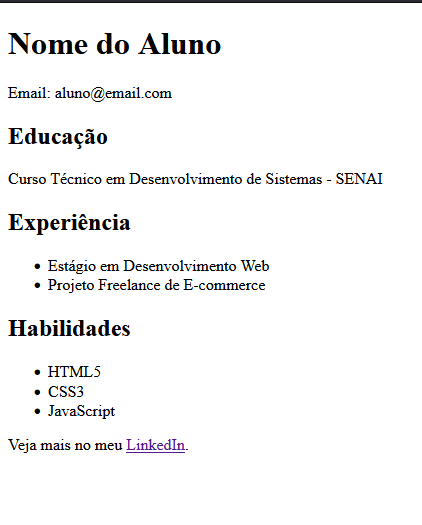 Nome do Aluno
Email: aluno@email.com
Educação
Curso Técnico em Desenvolvimento de Sistemas - SENAI
Experiência
• Estágio em Desenvolvimento Web
• Projeto Freelance de E-commerce
Habilidades
• HTML5
• CSS3
• JavaScript
Veja mais no meu LinkedIn.